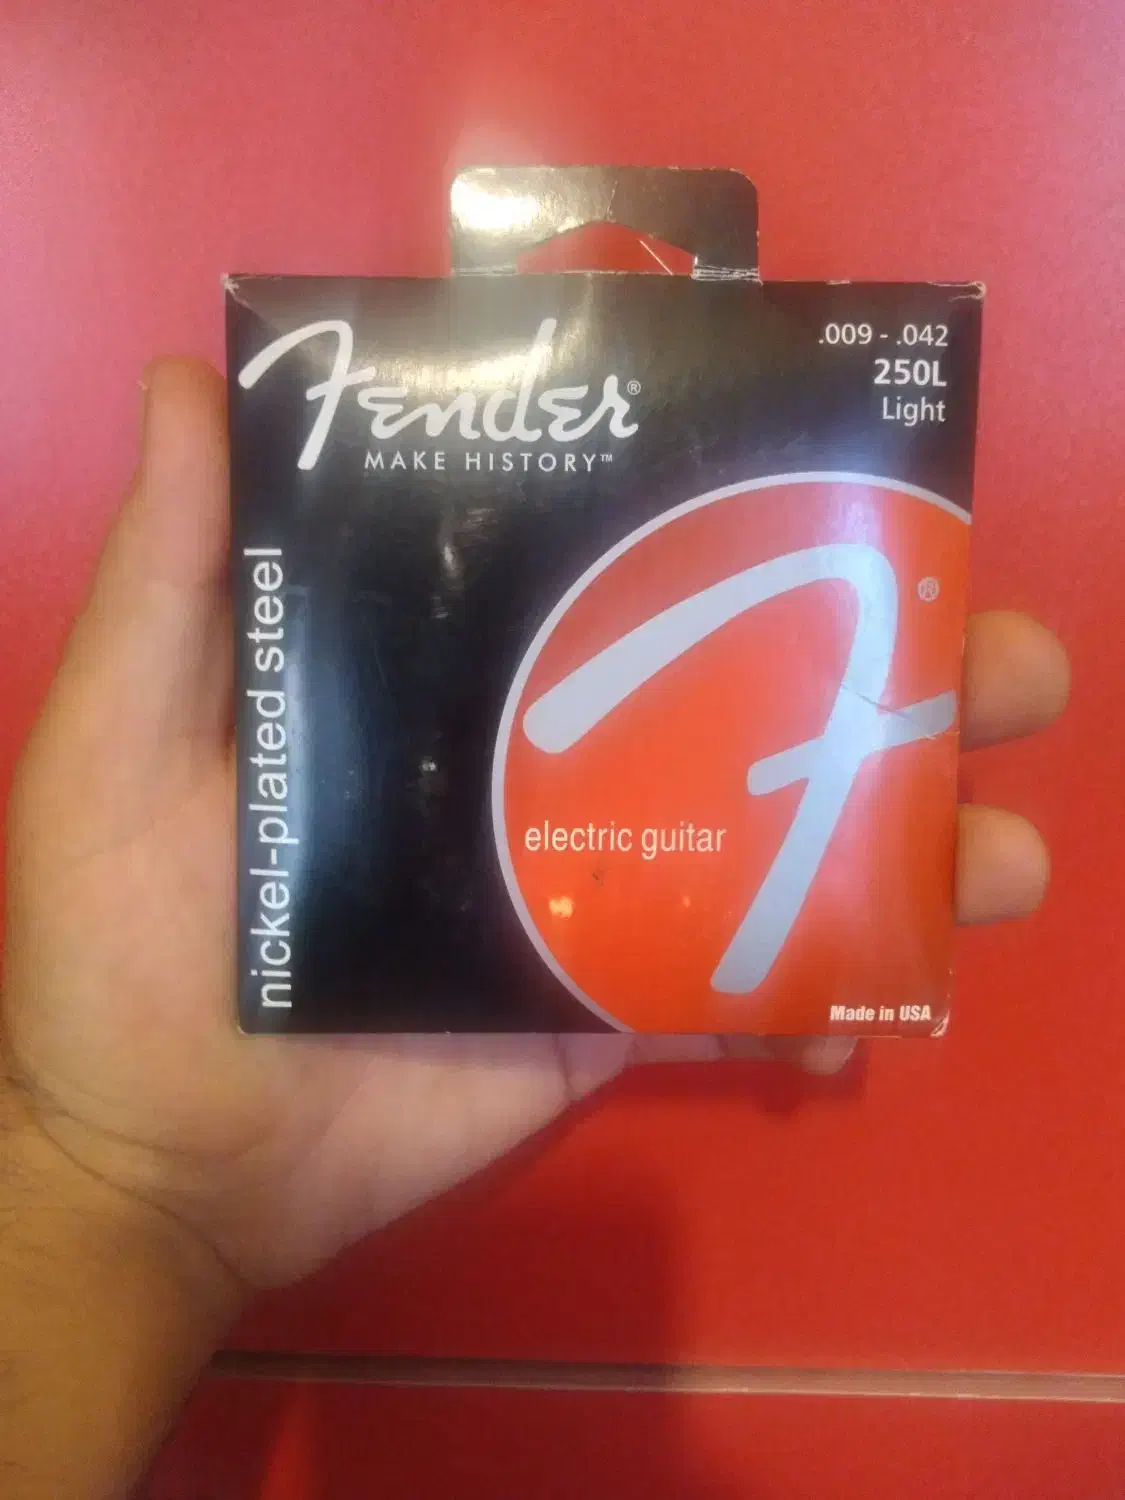 Fender®
MAKE HISTORY™
.009 - .042
250L
Light
nickel-plated steel
F®
electric guitar
Made in USA